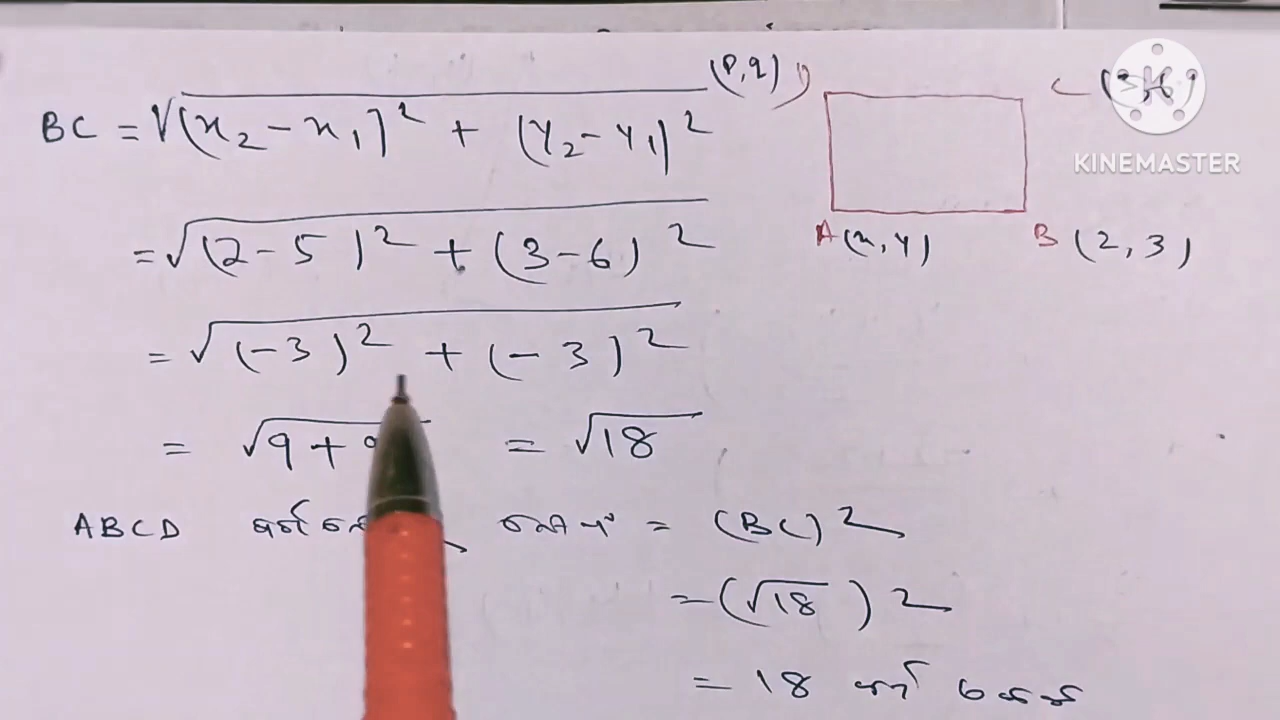 BC = √(x₂ - x₁)² + (y₂ - y₁)²
= √(2 - 5)² + (3 - 6)²
= √(-3)² + (-3)²
= √9 + = √18
ABCD = (BC)²
= (√18)²
= 18 ବର୍ଗ
(P, q) D
C
A (x, y)
B (2, 3)
KINEMASTER